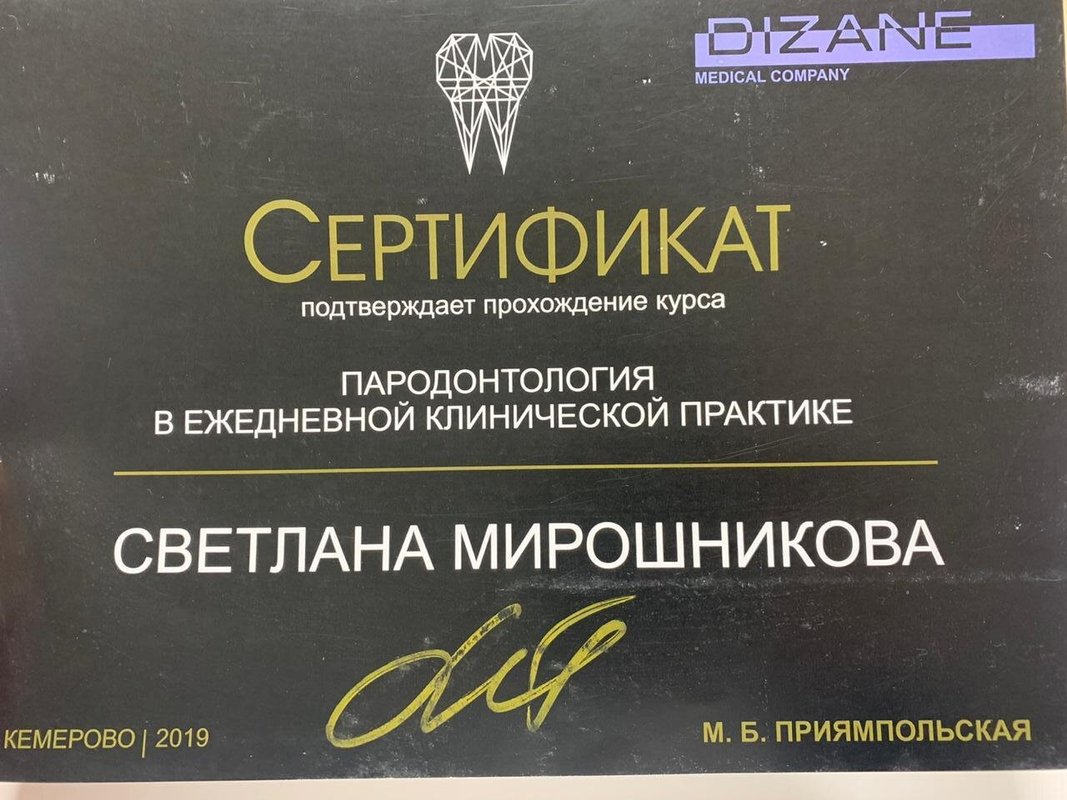 DIZANE
MEDICAL COMPANY
СЕРТИФИКАТ
подтверждает прохождение курса
ПАРОДОНТОЛОГИЯ
В ЕЖЕДНЕВНОЙ КЛИНИЧЕСКОЙ ПРАКТИКЕ
СВЕТЛАНА МИРОШНИКОВА
КЕМЕРОВО | 2019
М. Б. ПРИЯМПОЛЬСКАЯ